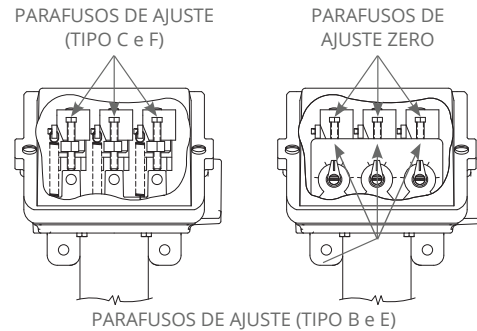 PARAFUSOS DE AJUSTE
(TIPO C e F)
PARAFUSOS DE
AJUSTE ZERO
PARAFUSOS DE AJUSTE (TIPO B e E)